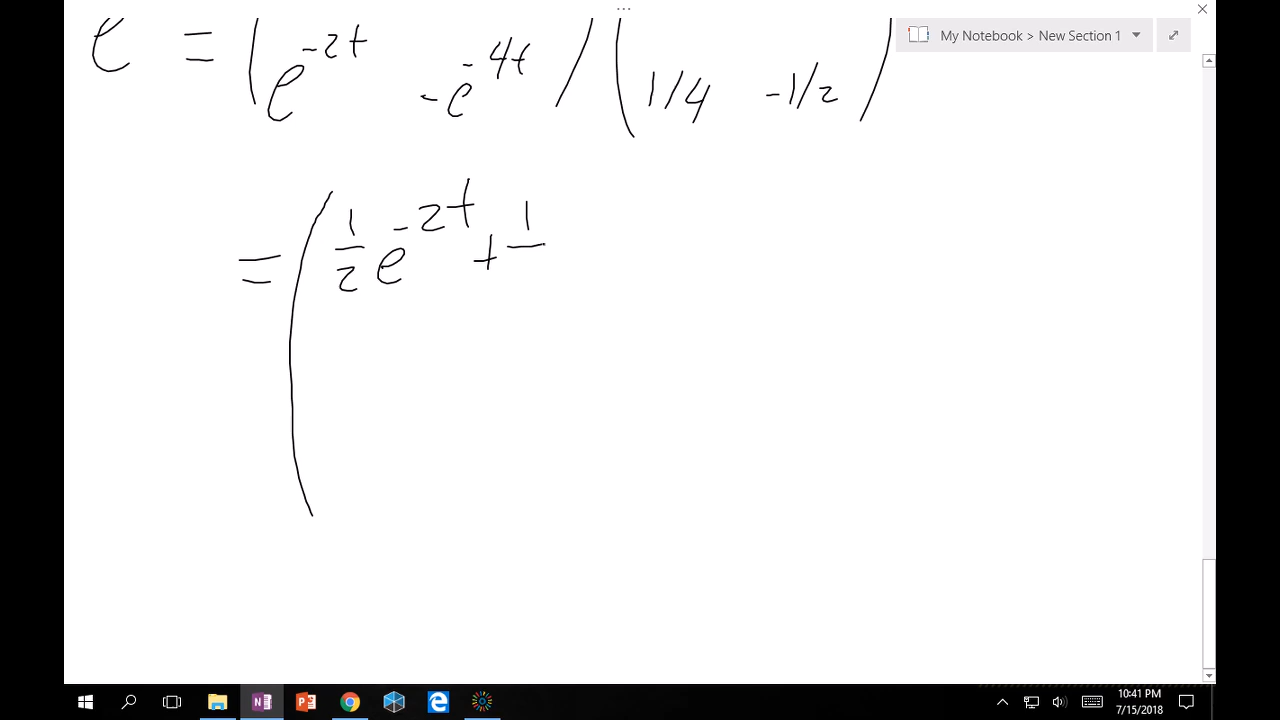 My Notebook > New Section 1
e = ( e^-2t -e^-4t ) ( 1/4 -1/2 )
= ( 1/2 e^-2t + 1/
10:41 PM
7/15/2018